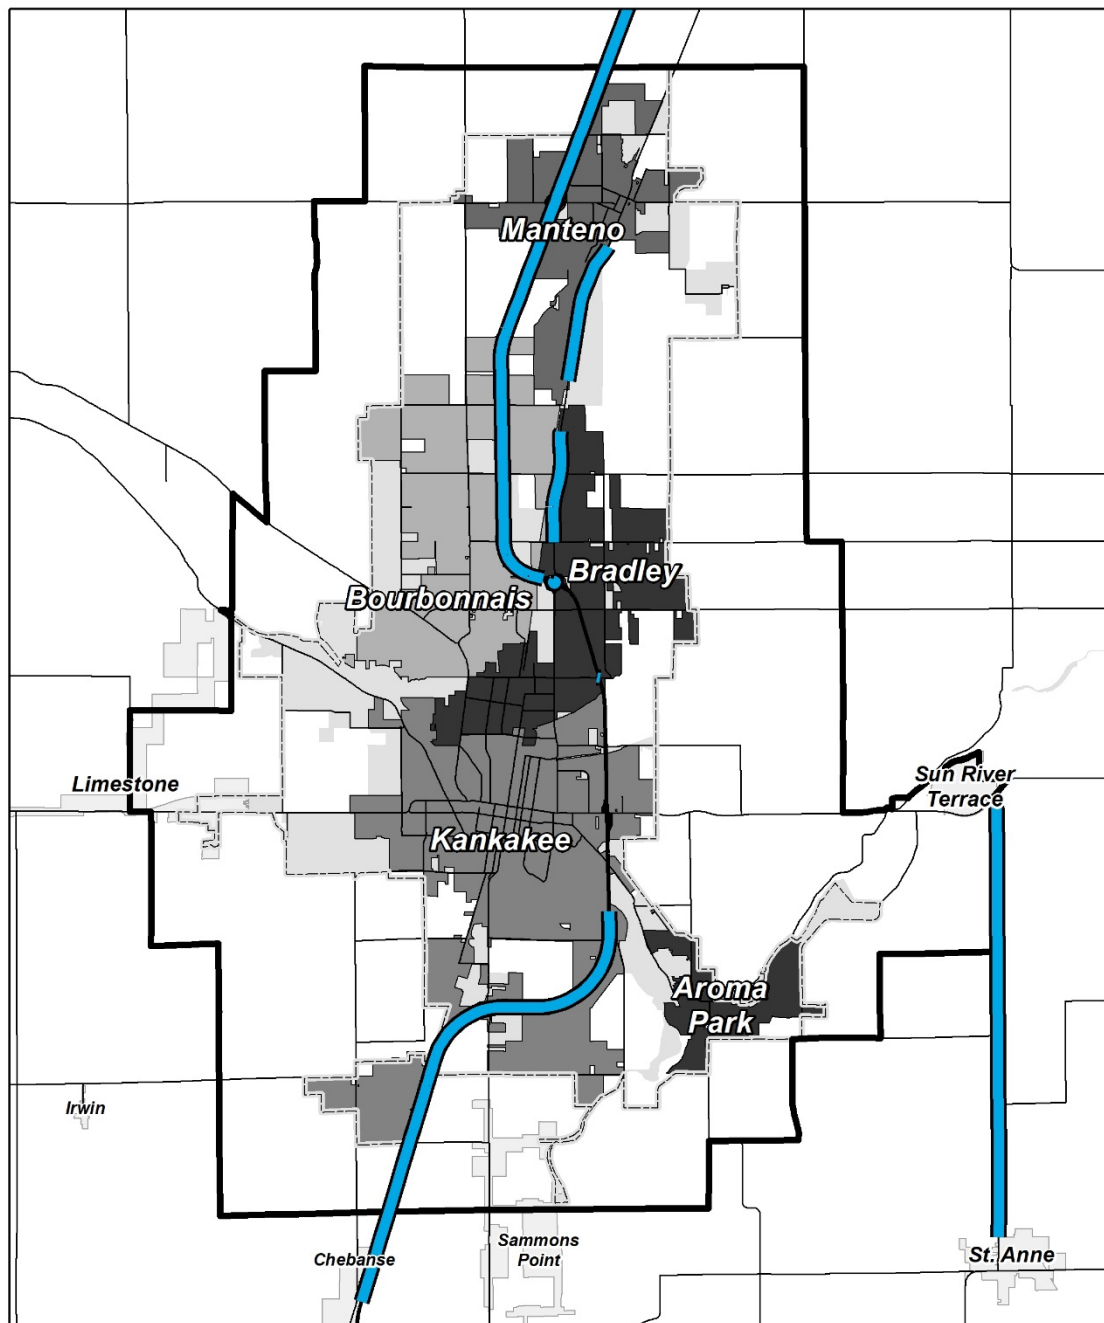 Manteno
Bradley
Bourbonnais
Limestone
Sun River
Terrace
Kankakee
Aroma
Park
Irwin
Sammons
Point
Chebanse
St. Anne